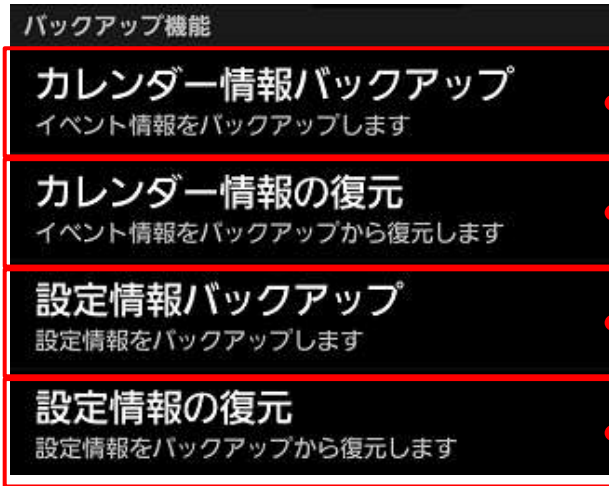 バックアップ機能
カレンダー情報バックアップ
イベント情報をバックアップします
カレンダー情報の復元
イベント情報をバックアップから復元します
設定情報バックアップ
設定情報をバックアップします
設定情報の復元
設定情報をバックアップから復元します